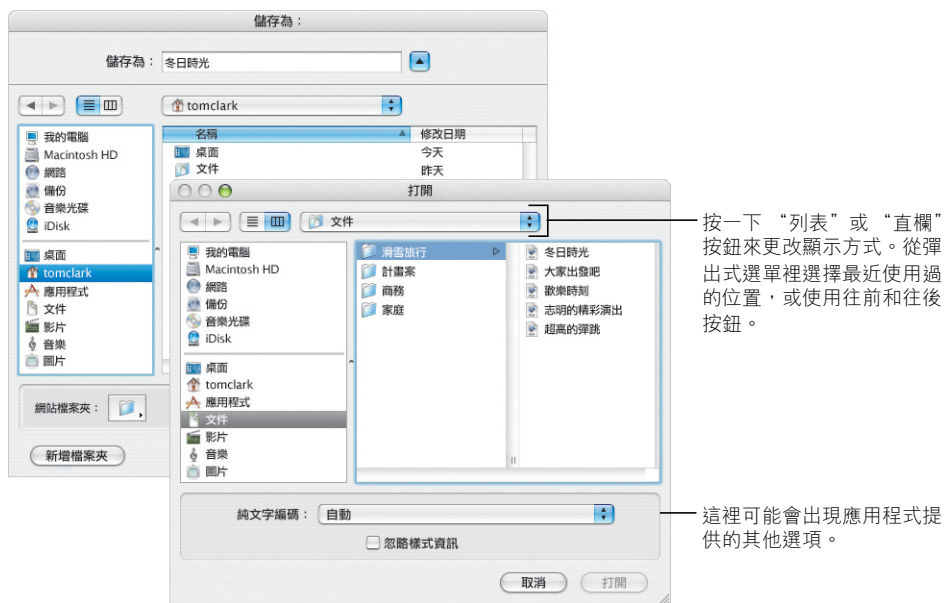 儲存為：
儲存為： 冬日時光
tomclark
我的電腦
Macintosh HD
網路
備份
音樂光碟
iDisk
桌面
tomclark
應用程式
文件
影片
音樂
圖片
名稱 修改日期
桌面 今天
文件 昨天
網站檔案夾：
新增檔案夾
打開
文件
我的電腦
Macintosh HD
網路
備份
音樂光碟
iDisk
桌面
tomclark
應用程式
文件
影片
音樂
圖片
滑雪旅行
計畫案
商務
家庭
冬日時光
大家出發吧
歡樂時刻
志明的精彩演出
超高的彈跳
純文字編碼： 自動
忽略樣式資訊
取消 打開
按一下 “列表” 或 “直欄”
按鈕來更改顯示方式。從彈
出式選單裡選擇最近使用過
的位置，或使用往前和往後
按鈕。
這裡可能會出現應用程式提
供的其他選項。